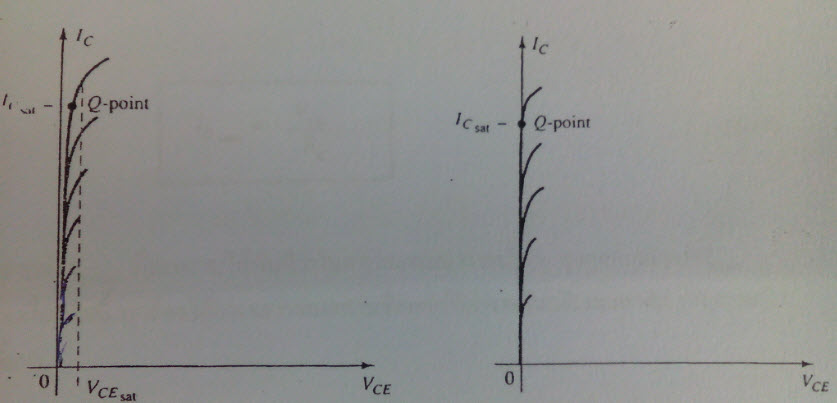 I_C
I_C sat –
Q-point
0
V_CE sat
V_CE
I_C
I_C sat –
Q-point
0
V_CE